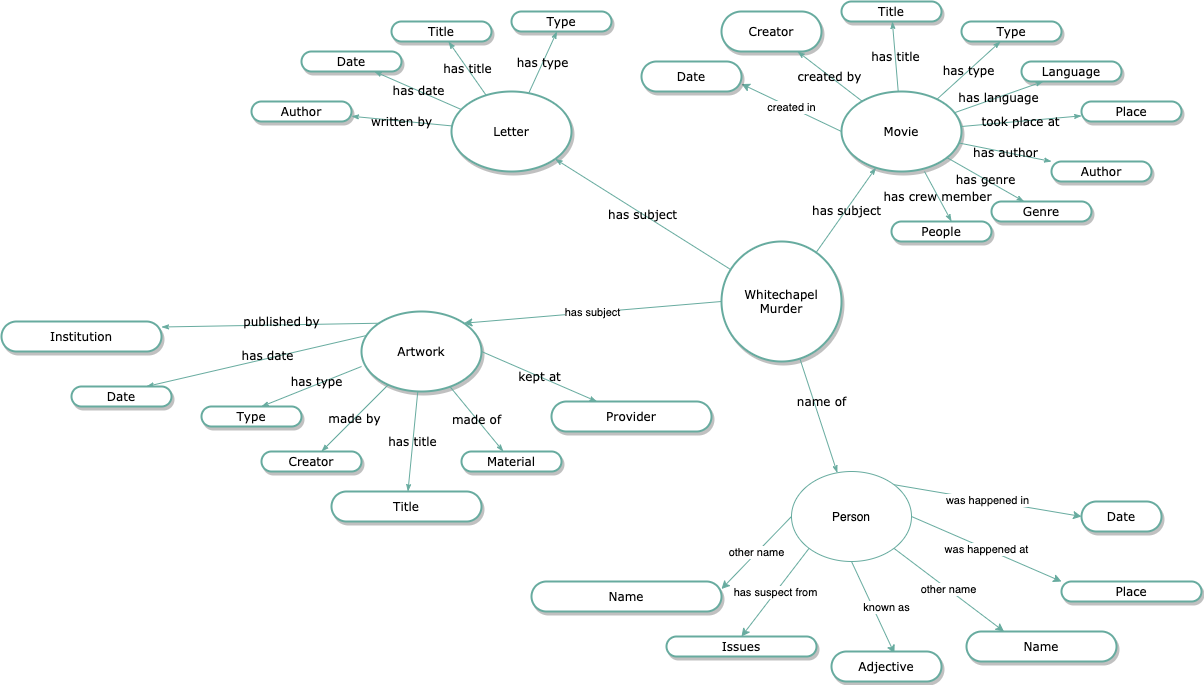 Type
Title
has type
has title
Date
has date
Author
written by
Letter
Title
Creator
Type
has title
has type
created by
Date
Language
created in
has language
Place
took place at
Movie
has author
Author
has genre
has crew member
Genre
People
has subject
has subject
Whitechapel
Murder
has subject
published by
Institution
Artwork
has date
kept at
has type
Date
Type
made by
made of
Provider
has title
Creator
Material
Title
name of
Person
was happened in
Date
was happened at
Place
other name
Name
has suspect from
other name
known as
Issues
Adjective
Name